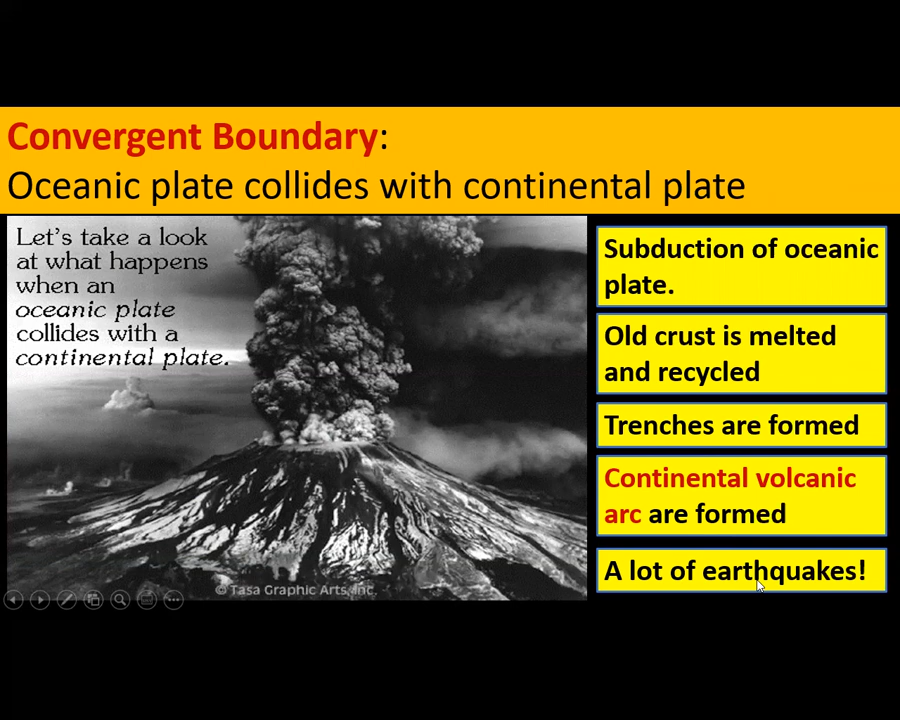 Convergent Boundary:
Oceanic plate collides with continental plate
Let's take a look
at what happens
when an
oceanic plate
collides with a
continental plate.
© Tasa Graphic Arts, Inc.
Subduction of oceanic
plate.
Old crust is melted
and recycled
Trenches are formed
Continental volcanic
arc are formed
A lot of earthquakes!